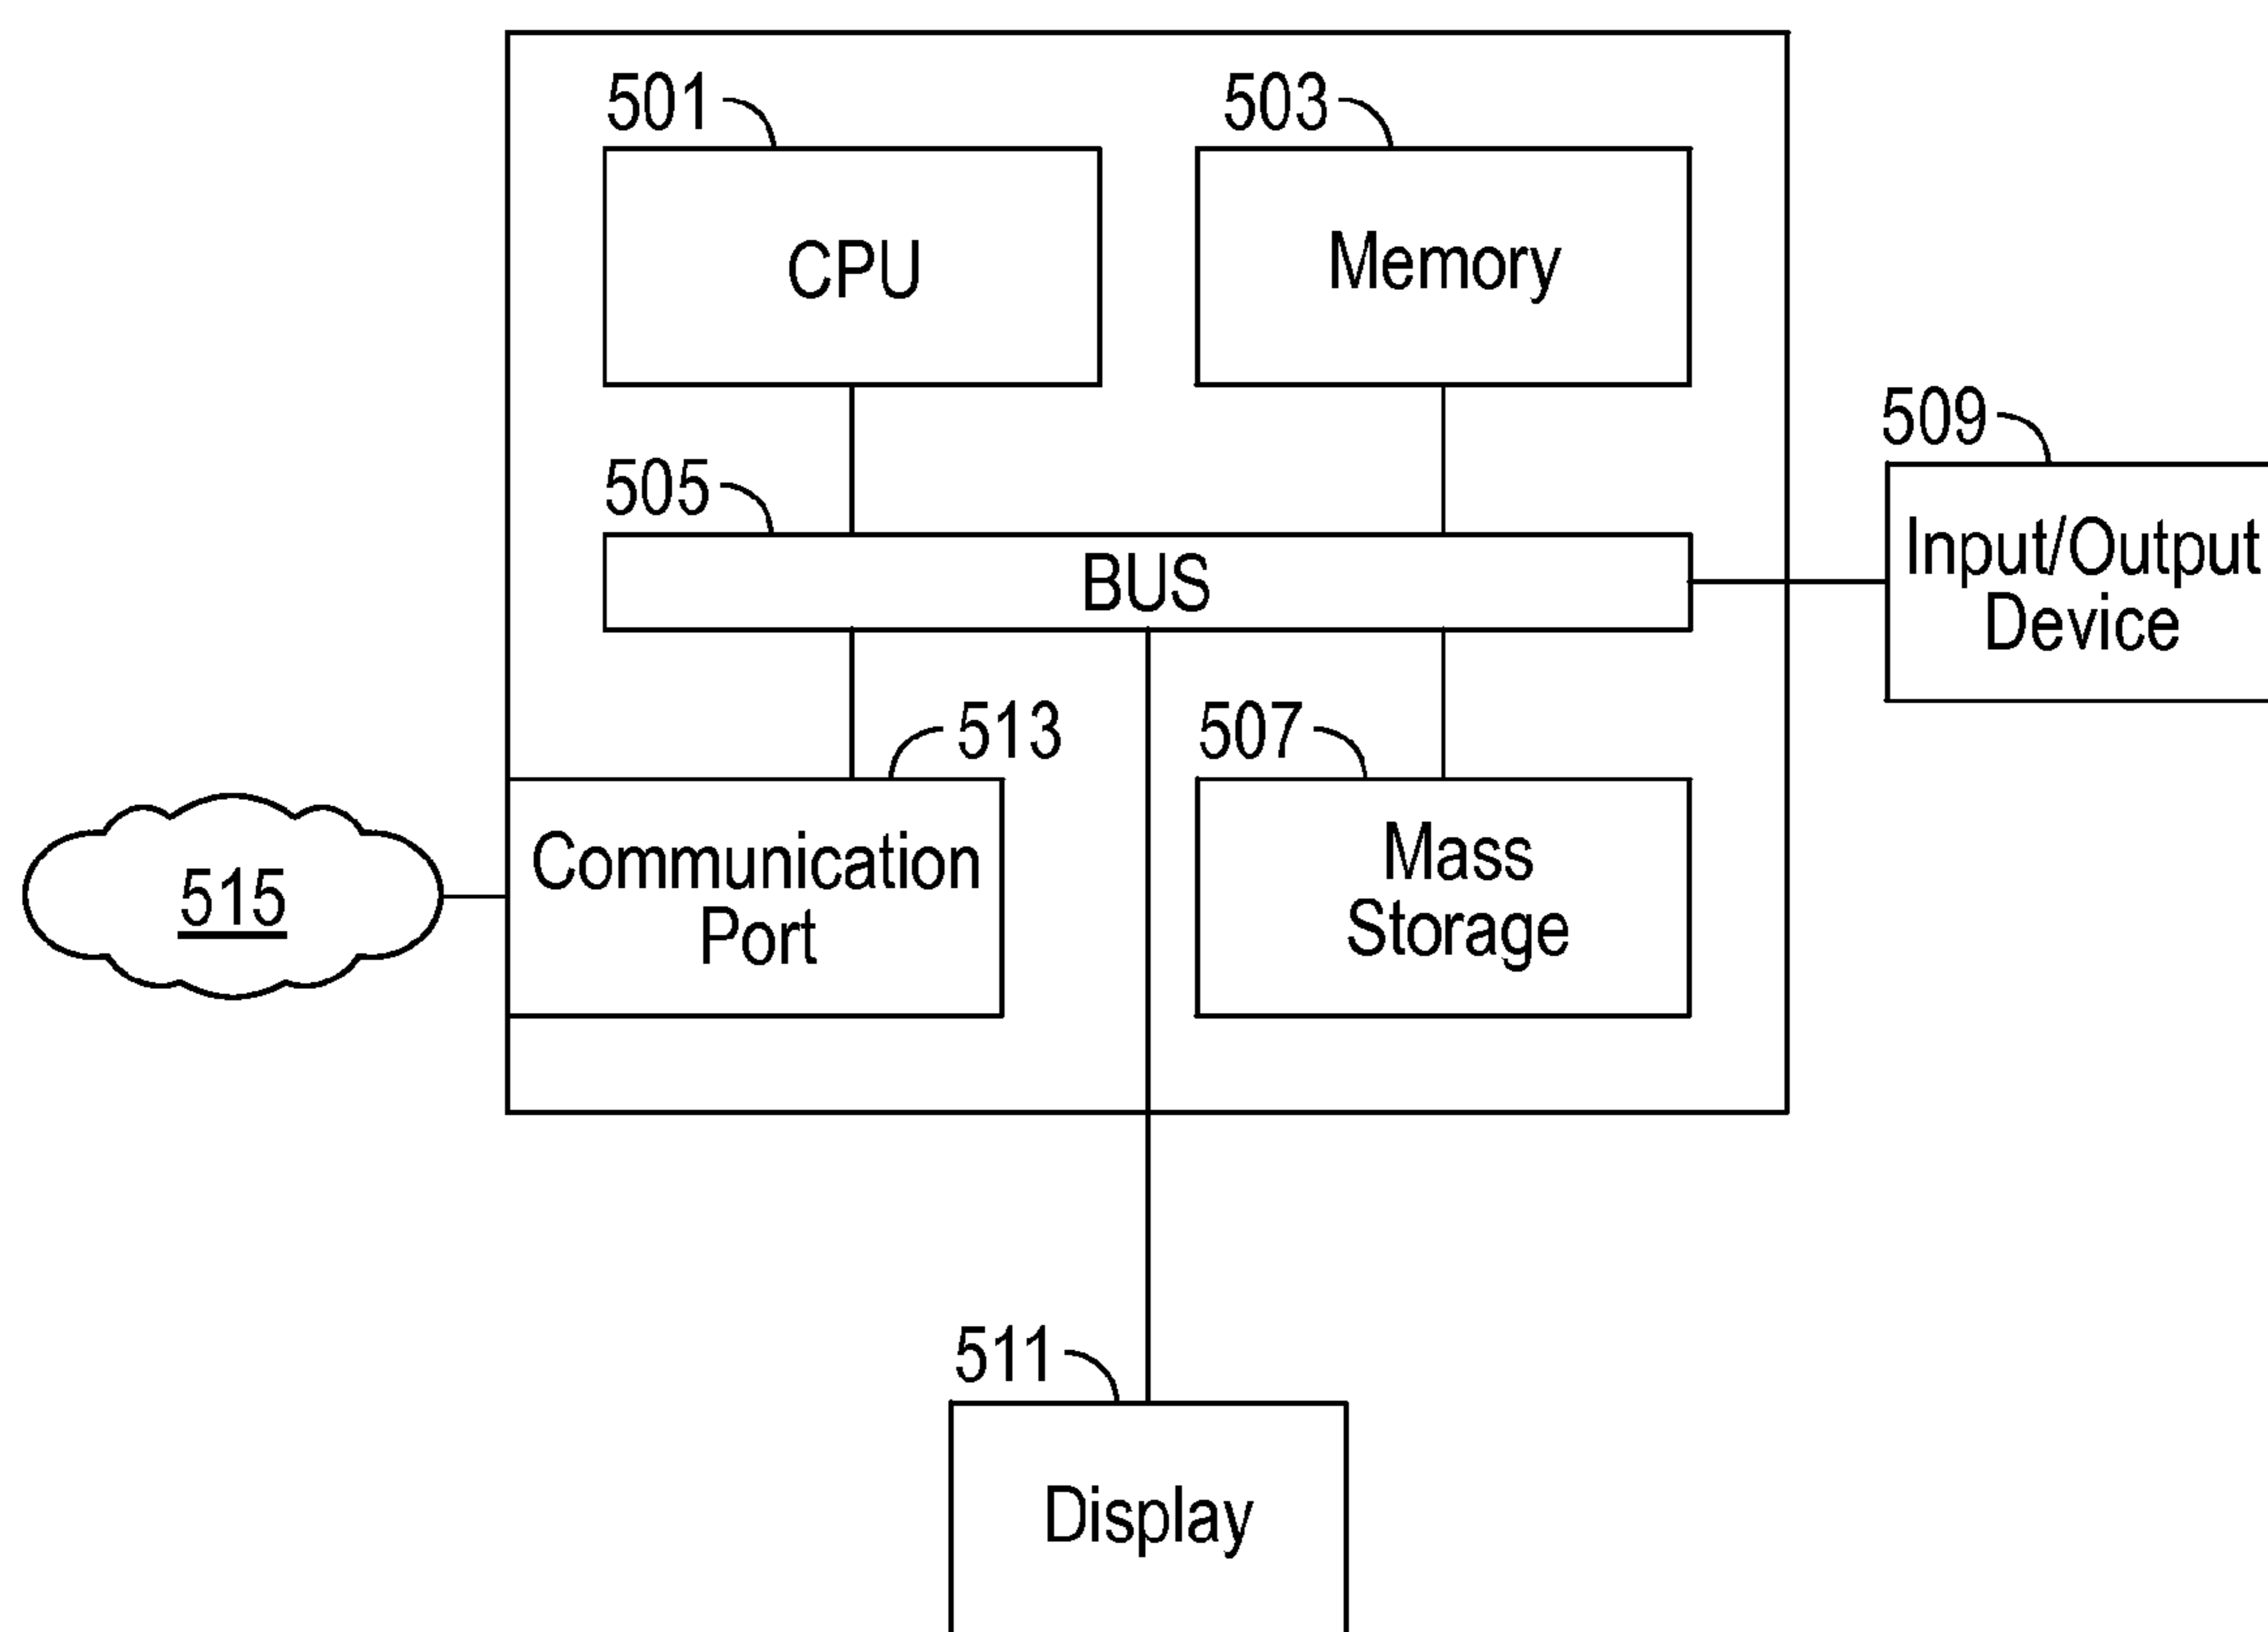 501
503
CPU
Memory
509
505
Input/Output
Device
BUS
513
507
Communication
Port
Mass
Storage
515
511
Display